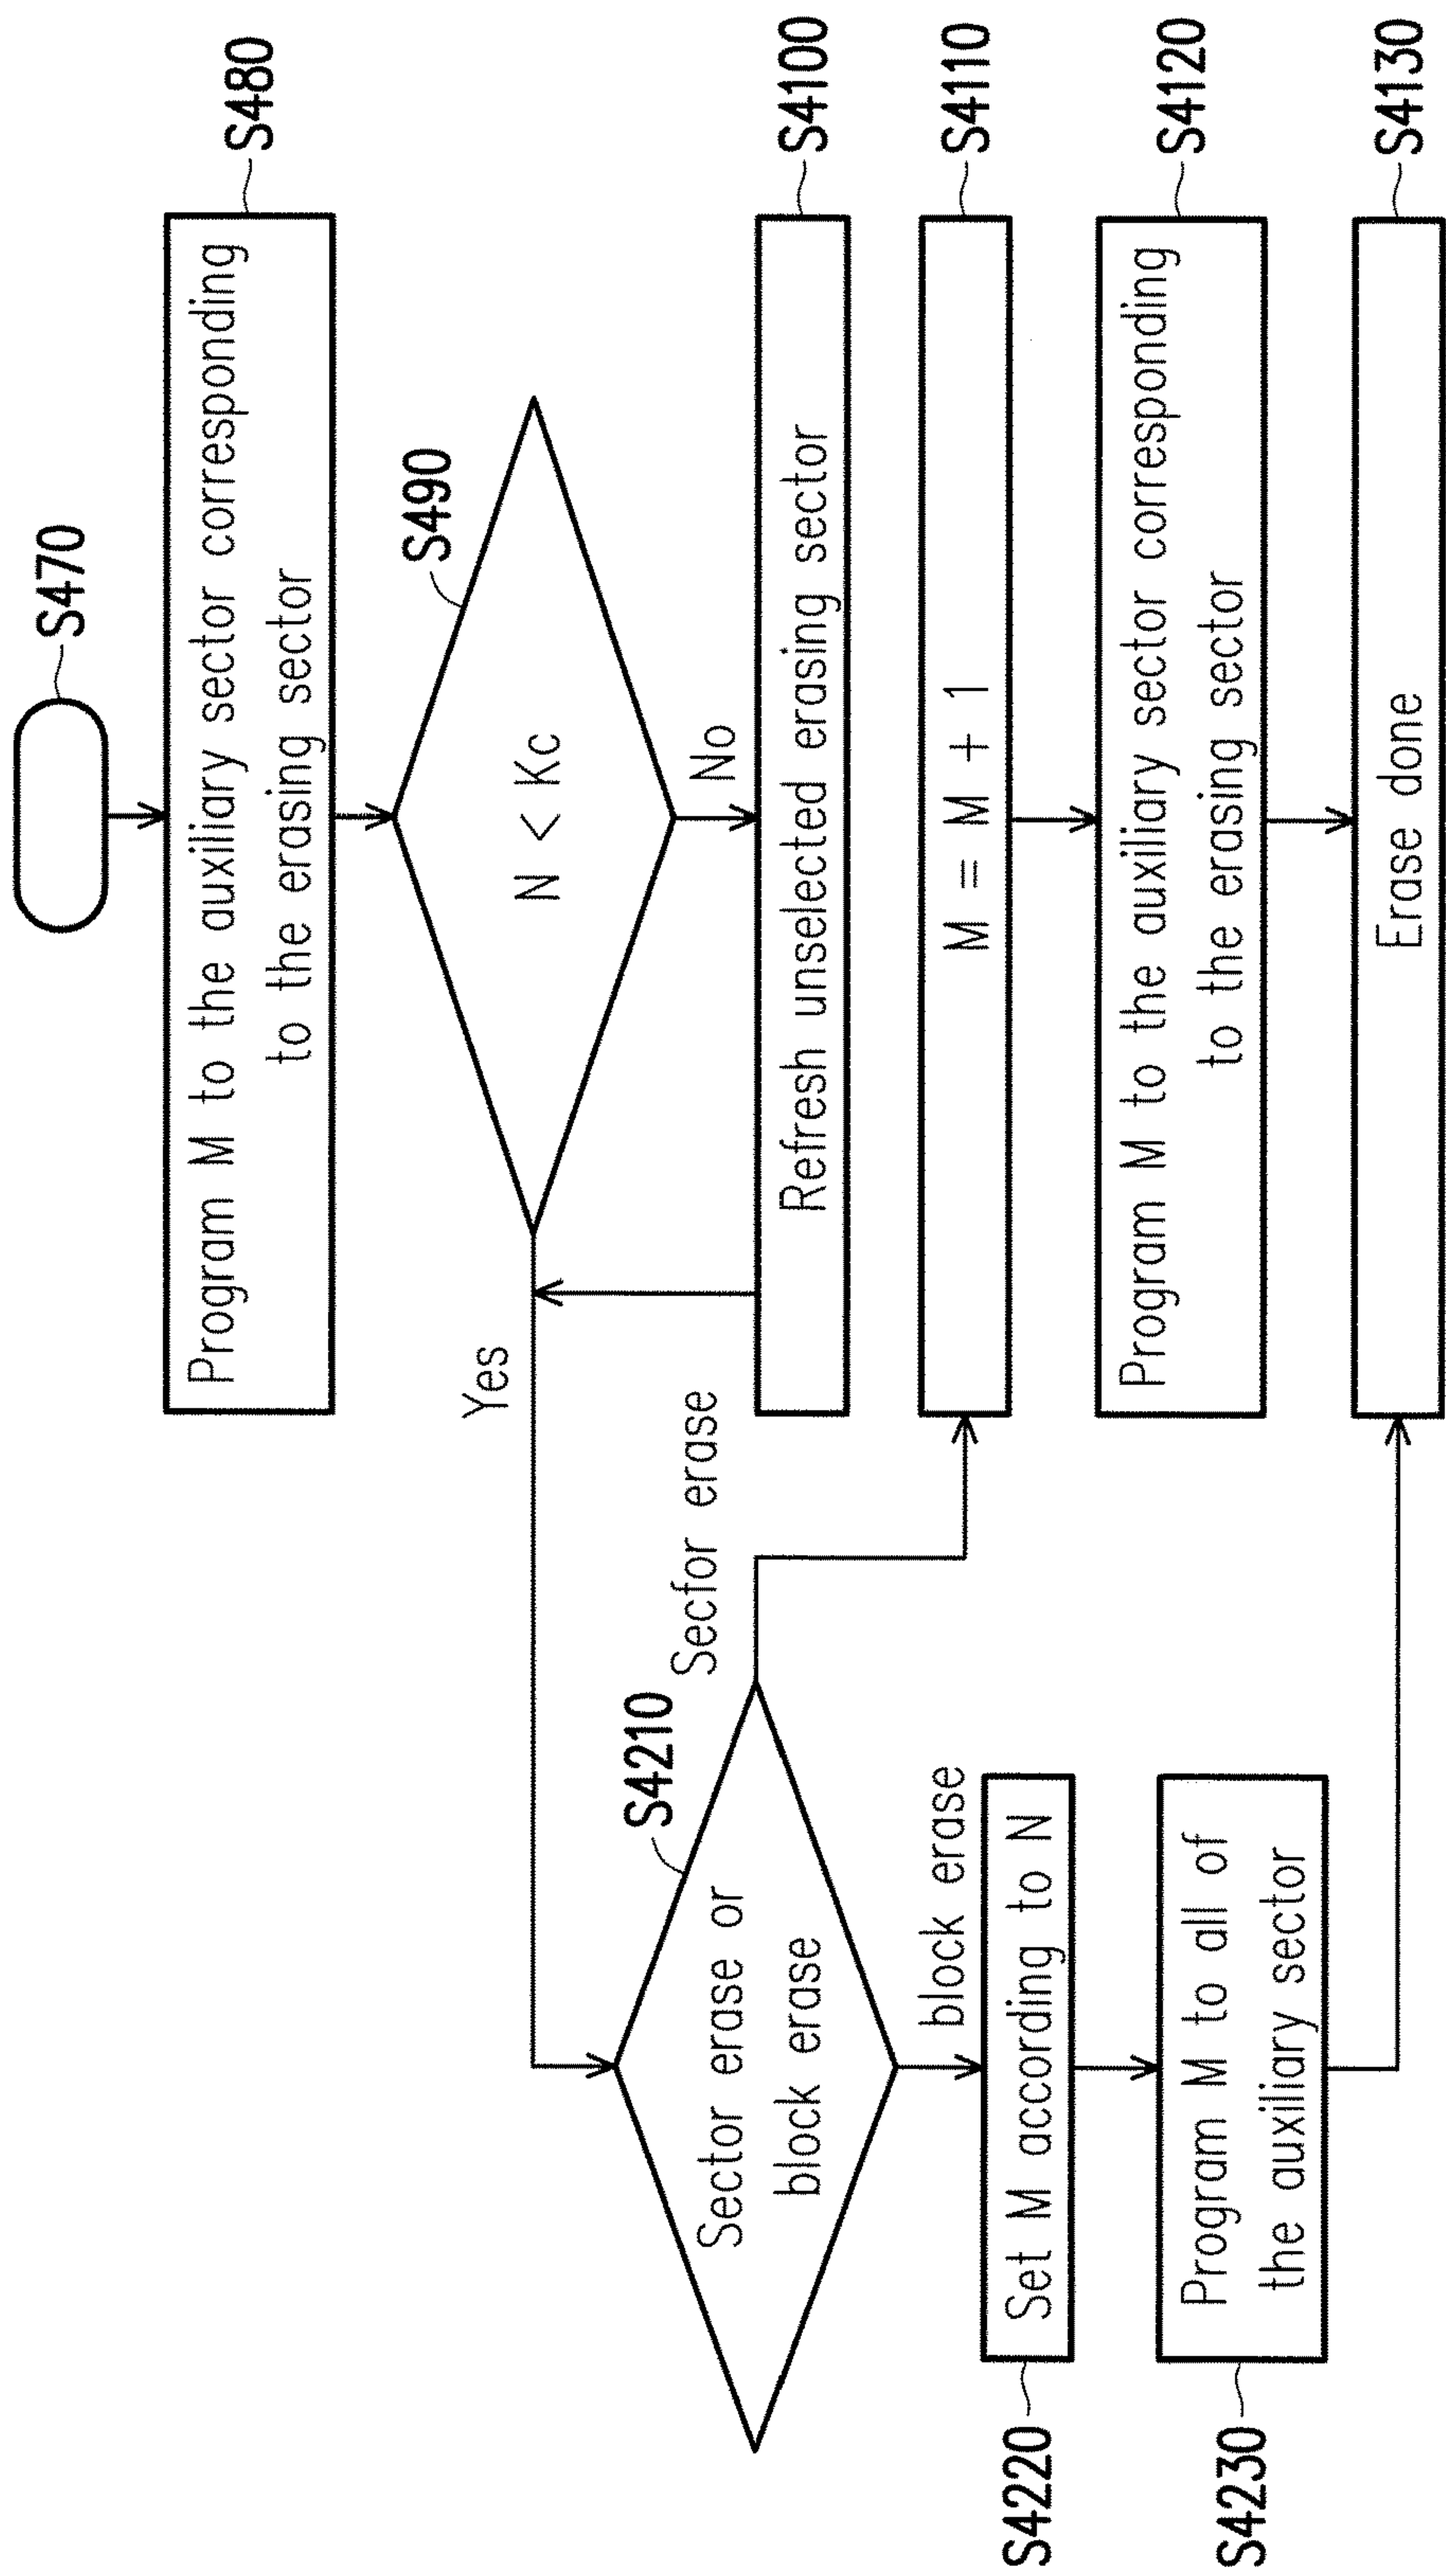 S470
Program M to the auxiliary sector corresponding
to the erasing sector
S480
N < Kc
S490
Yes
No
Refresh unselected erasing sector
S4100
Sector erase or
block erase
S4210
Secfor erase
block erase
M = M + 1
S4110
Set M according to N
S4220
Program M to the auxiliary sector corresponding
to the erasing sector
S4120
Program M to all of
the auxiliary sector
S4230
Erase done
S4130